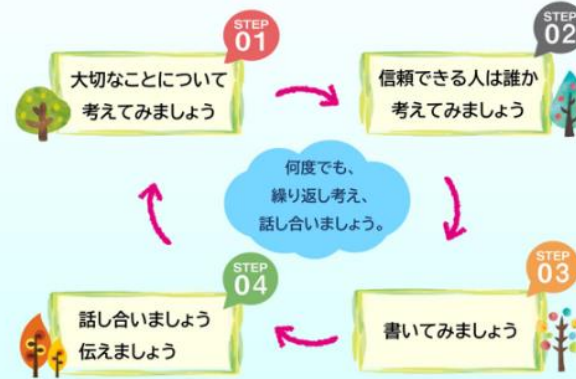 STEP
01
大切なことについて
考えてみましょう
STEP
02
信頼できる人は誰か
考えてみましょう
何度でも、
繰り返し考え、
話し合いましょう。
STEP
03
書いてみましょう
STEP
04
話し合いましょう
伝えましょう